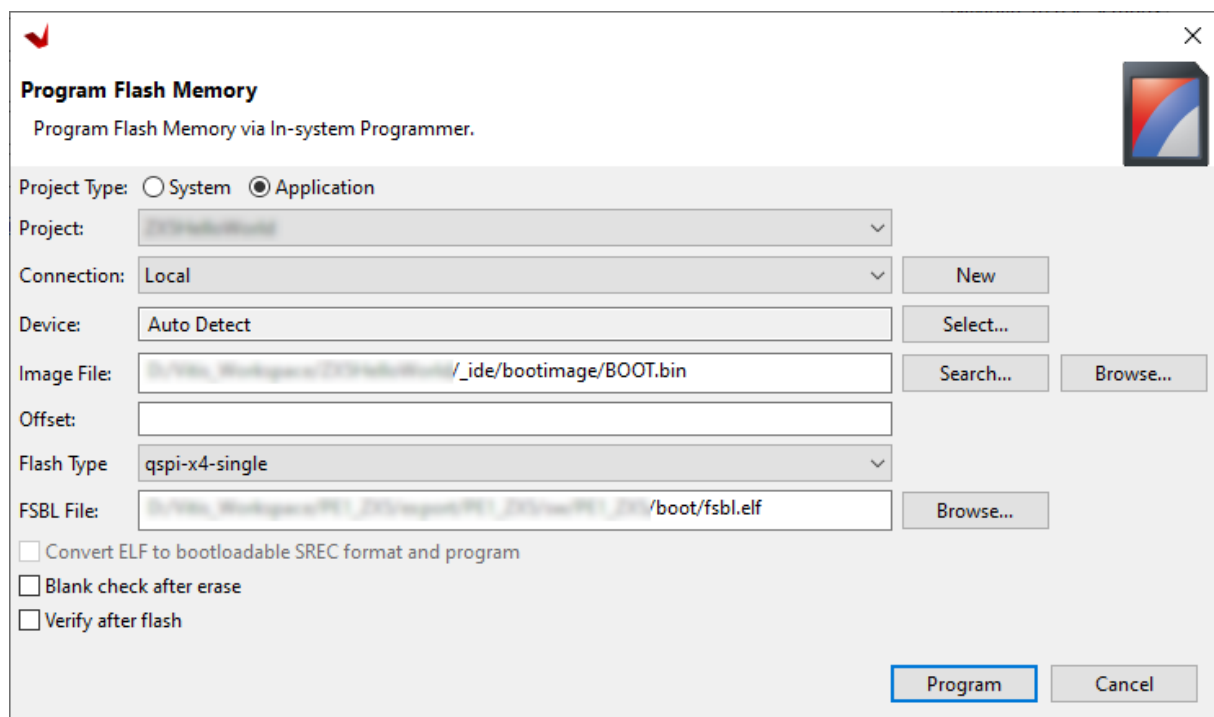 Program Flash Memory
Program Flash Memory via In-system Programmer.
Project Type: System Application
Project:
Connection: Local New
Device: Auto Detect Select...
Image File: /_ide/bootimage/BOOT.bin Search... Browse...
Offset:
Flash Type qspi-x4-single
FSBL File: /boot/fsbl.elf Browse...
Convert ELF to bootloadable SREC format and program
Blank check after erase
Verify after flash
Program Cancel